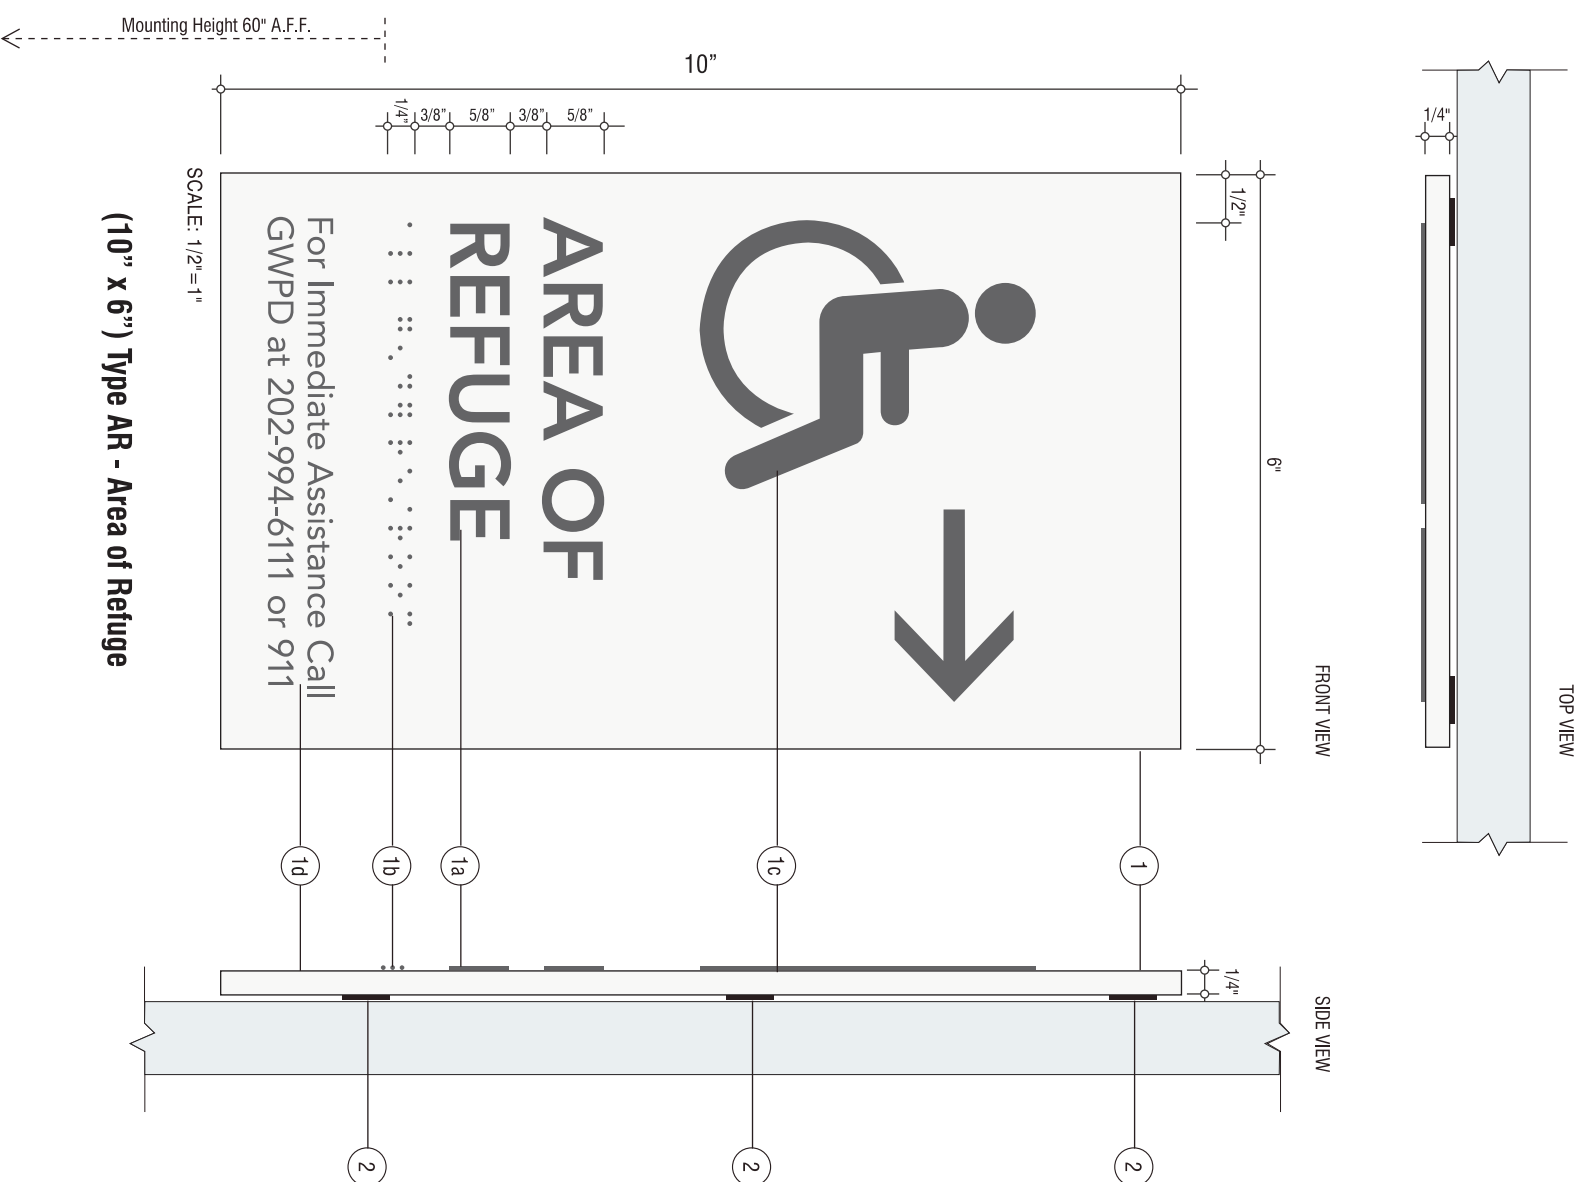 TOP VIEW
1/4"
FRONT VIEW
6"
1/2"
10”
5/8”
3/8”
5/8”
3/8”
1/4”
AREA OF
REFUGE
For Immediate Assistance Call
GWPD at 202-994-6111 or 911
Mounting Height 60" A.F.F.
SCALE: 1/2"= 1"
(10” x 6”) Type AR - Area of Refuge
1
1c
1a
1b
1d
SIDE VIEW
1/4"
2
2
2